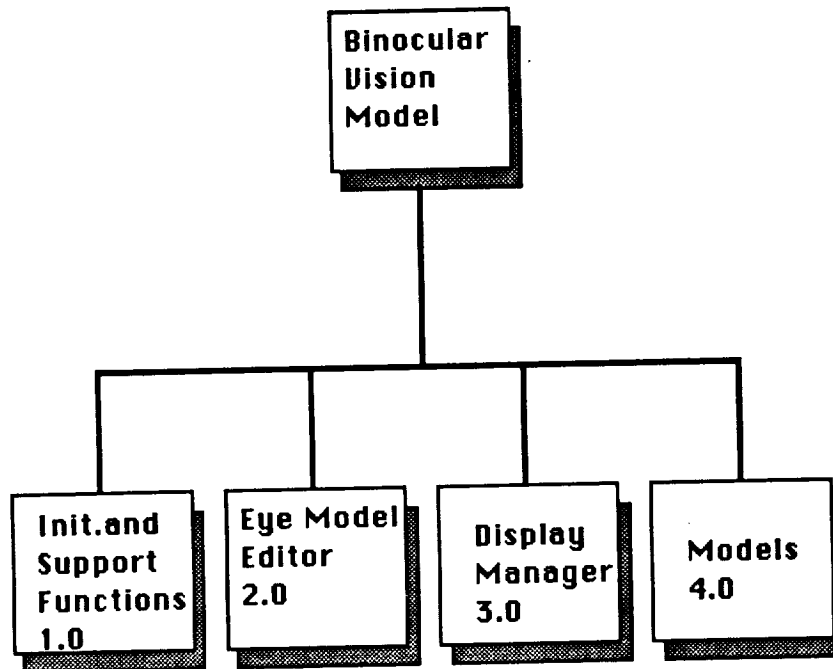 Binocular
Vision
Model
Init.and
Support
Functions
1.0
Eye Model
Editor
2.0
Display
Manager
3.0
Models
4.0